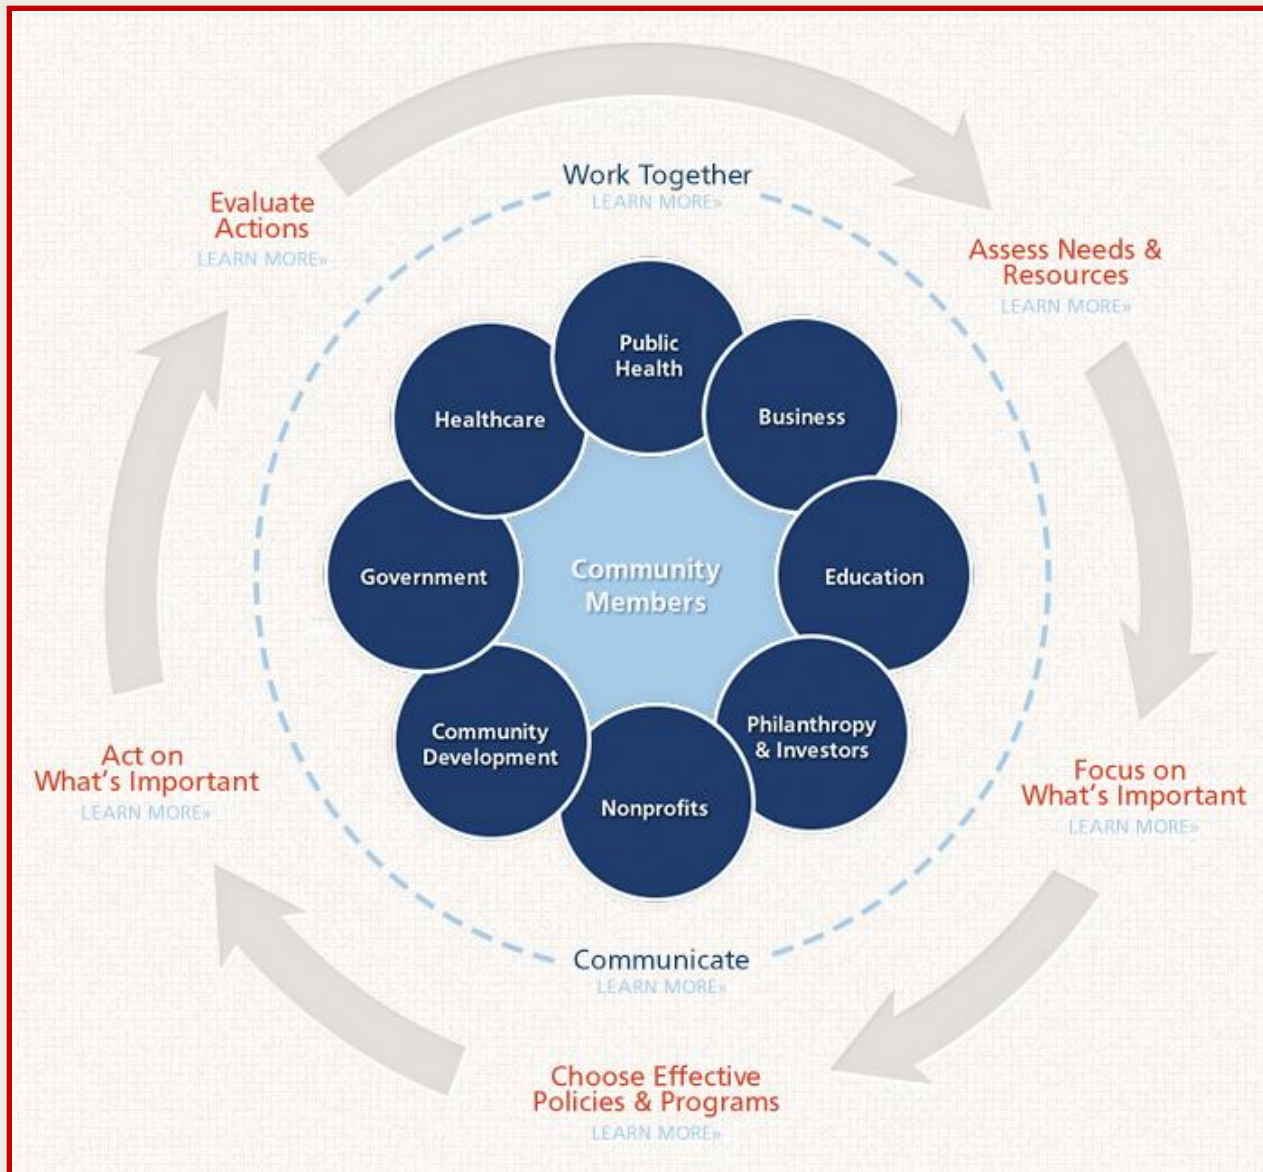 Work Together
LEARN MORE»
Evaluate
Actions
LEARN MORE»
Assess Needs &
Resources
LEARN MORE»
Public
Health
Healthcare
Business
Government
Community
Members
Education
Community
Development
Philanthropy
& Investors
Nonprofits
Act on
What's Important
LEARN MORE»
Focus on
What's Important
LEARN MORE»
Communicate
LEARN MORE»
Choose Effective
Policies & Programs
LEARN MORE»